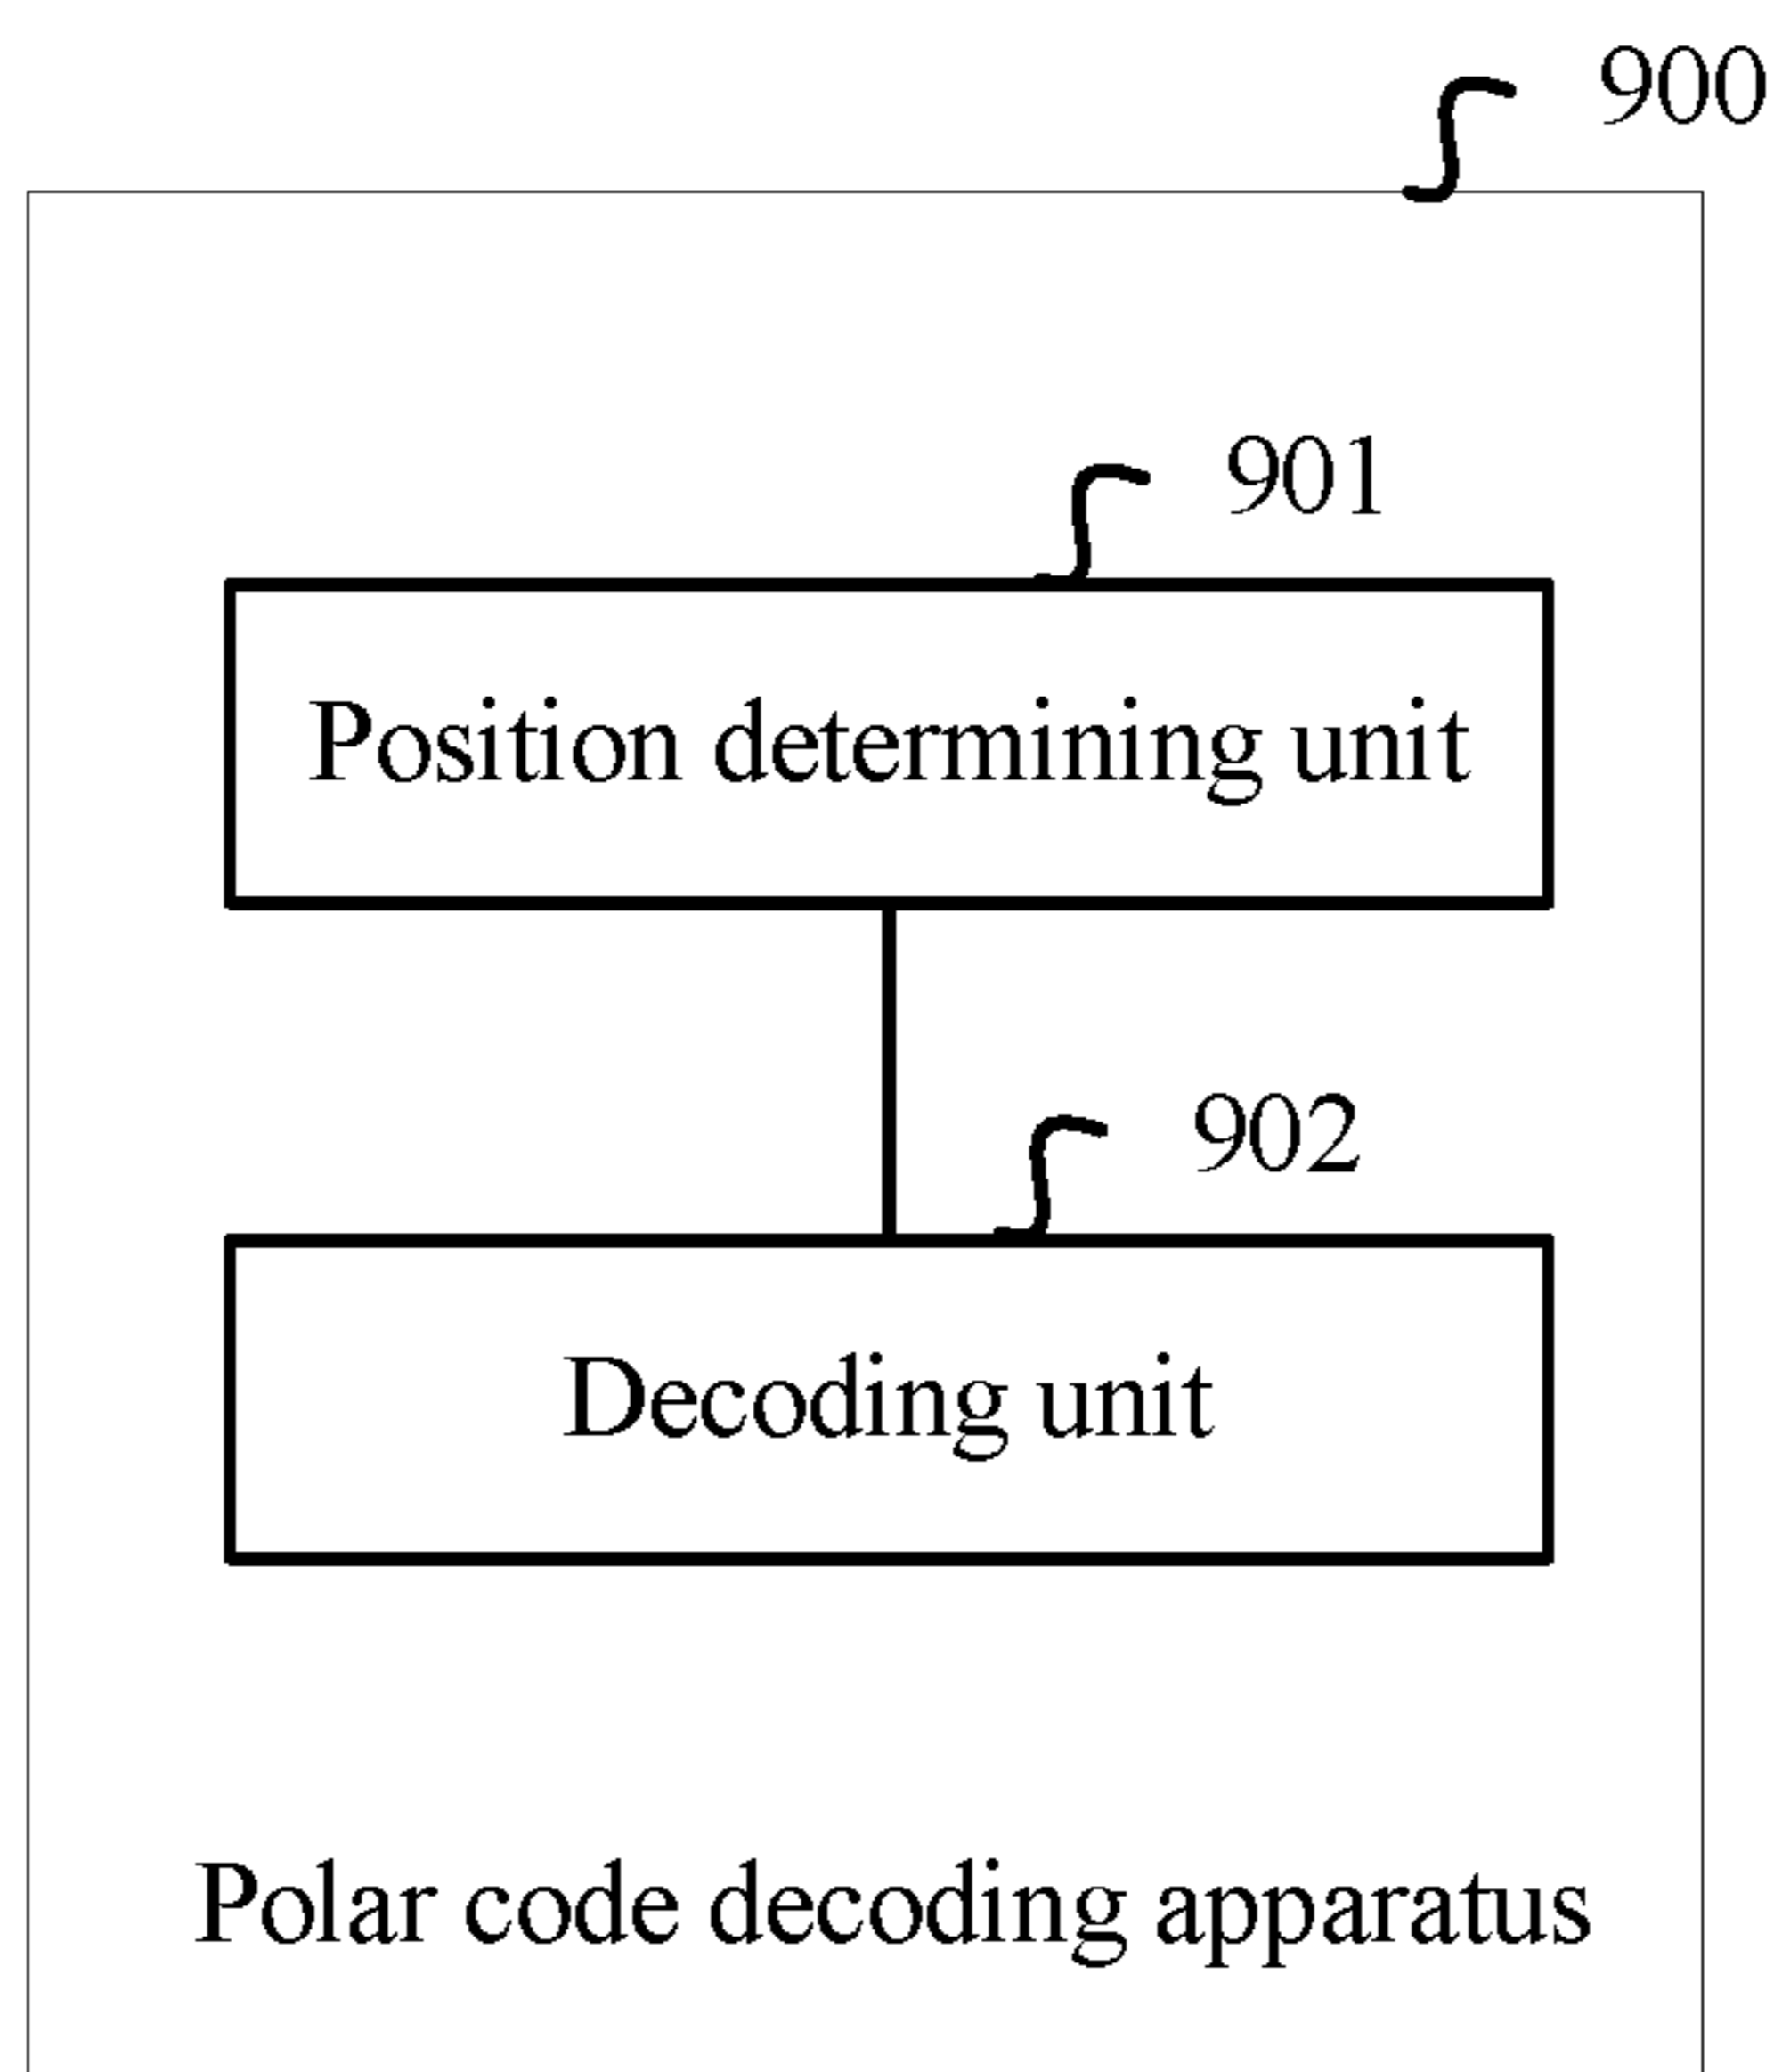 900
901
Position determining unit
902
Decoding unit
Polar code decoding apparatus